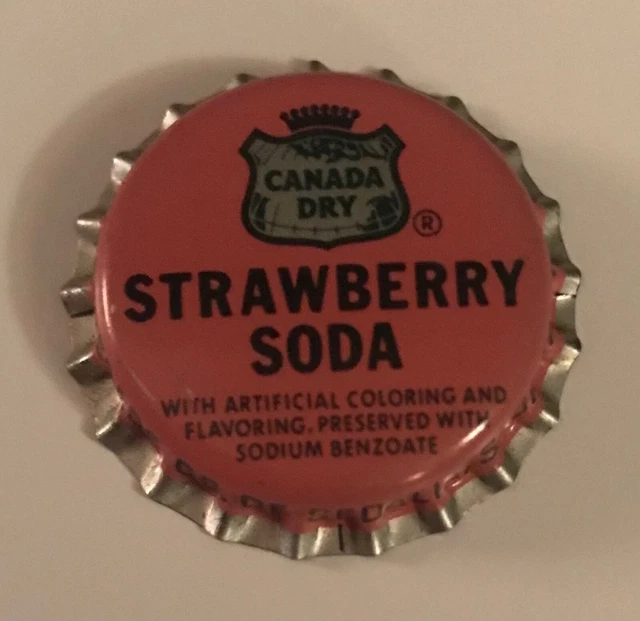 CANADA
DRY
®
STRAWBERRY
SODA
WITH ARTIFICIAL COLORING AND
FLAVORING. PRESERVED WITH
SODIUM BENZOATE